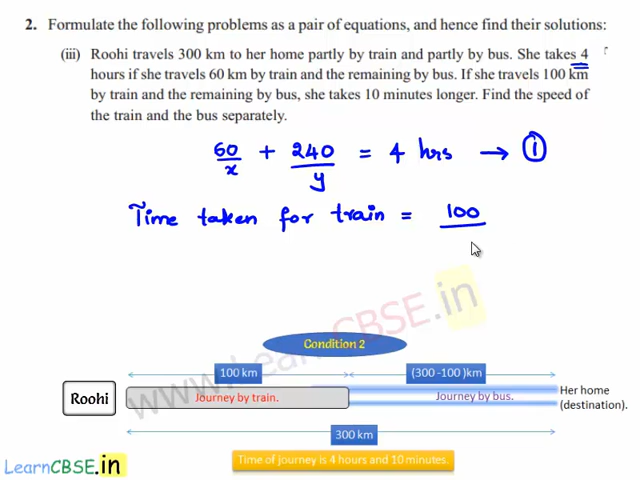 2. Formulate the following problems as a pair of equations, and hence find their solutions:
(iii) Roohi travels 300 km to her home partly by train and partly by bus. She takes 4
hours if she travels 60 km by train and the remaining by bus. If she travels 100 km
by train and the remaining by bus, she takes 10 minutes longer. Find the speed of
the train and the bus separately.
60/x + 240/y = 4 hrs → ①
Time taken for train = 100
www.LearnCBSE.in
Condition 2
100 km (300 -100 )km
Roohi Journey by train. Journey by bus. Her home
(destination).
300 km
Time of journey is 4 hours and 10 minutes.
LearnCBSE.in